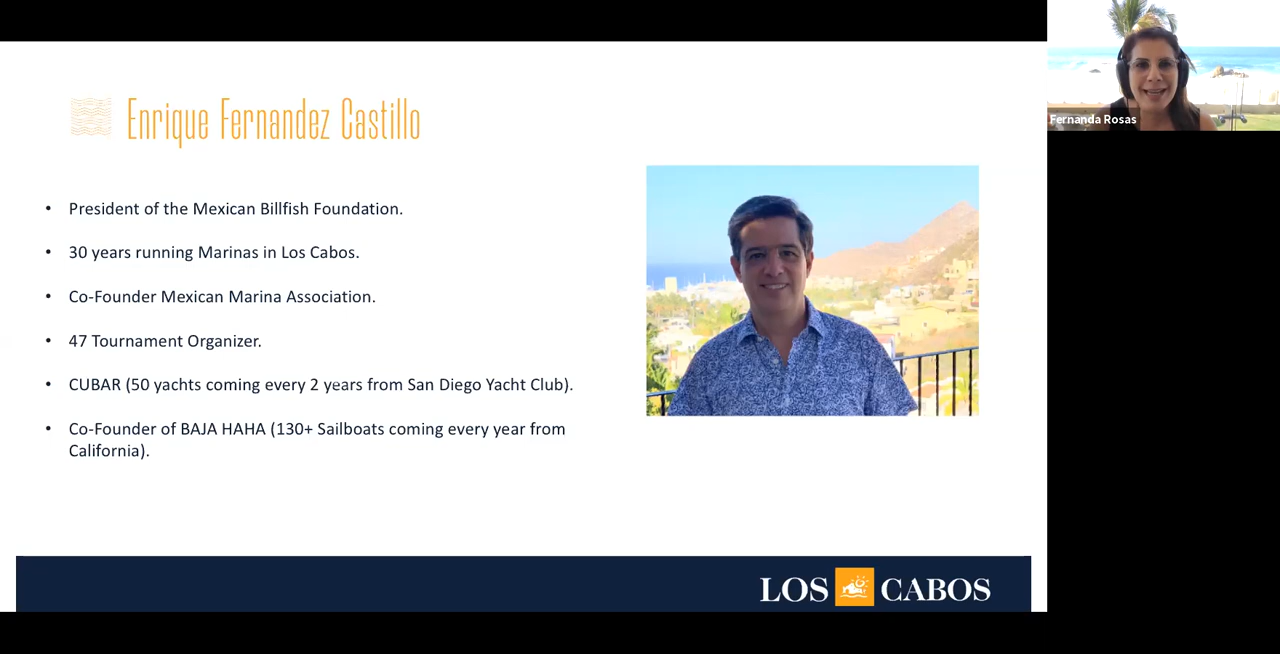 Enrique Fernandez Castillo
• President of the Mexican Billfish Foundation.
• 30 years running Marinas in Los Cabos.
• Co-Founder Mexican Marina Association.
• 47 Tournament Organizer.
• CUBAR (50 yachts coming every 2 years from San Diego Yacht Club).
• Co-Founder of BAJA HAHA (130+ Sailboats coming every year from
California).
LOS CABOS
Fernanda Rosas